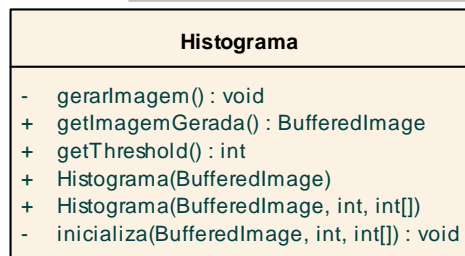 Histograma
- gerarImagem() : void
+ getImagemGerada() : BufferedImage
+ getThreshold() : int
+ Histograma(BufferedImage)
+ Histograma(BufferedImage, int, int[])
- inicializa(BufferedImage, int, int[]) : void